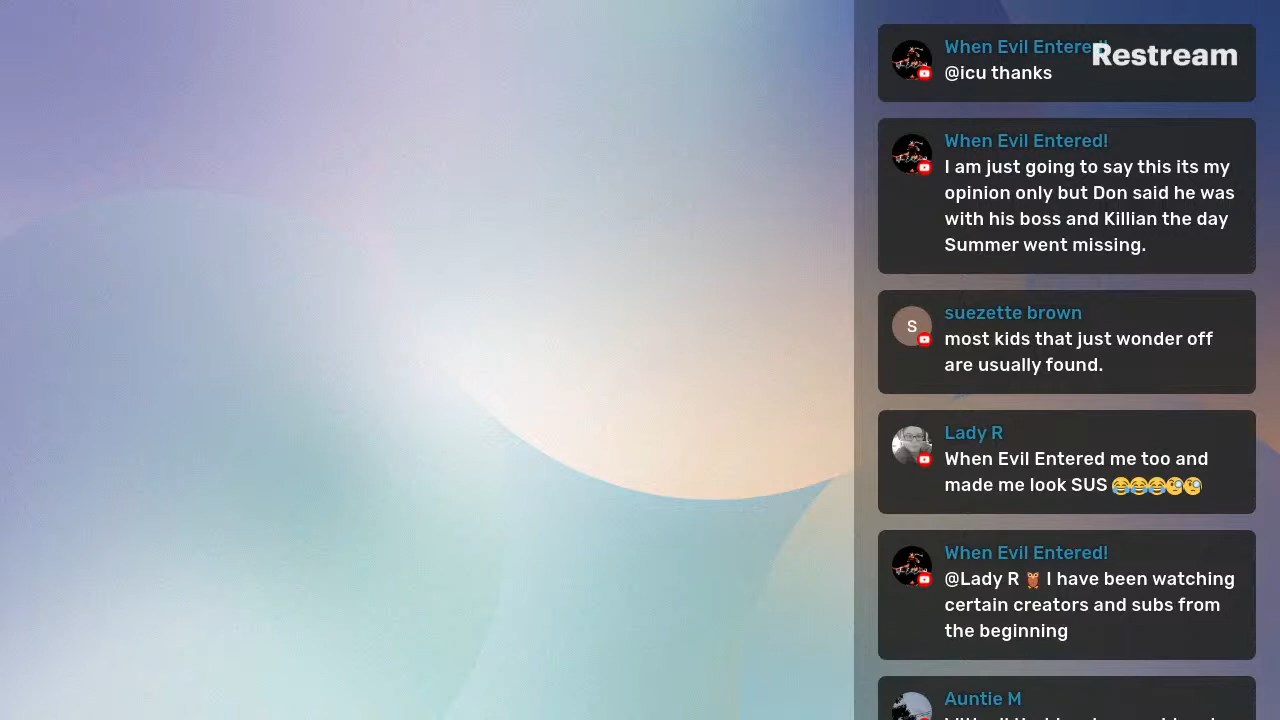 When Evil Entered!
Restream
@icu thanks
When Evil Entered!
I am just going to say this its my
opinion only but Don said he was
with his boss and Killian the day
Summer went missing.
S
suezette brown
most kids that just wonder off
are usually found.
Lady R
When Evil Entered me too and
made me look SUS 😂😂😂🧐🧐
When Evil Entered!
@Lady R 🦉 I have been watching
certain creators and subs from
the beginning
Auntie M